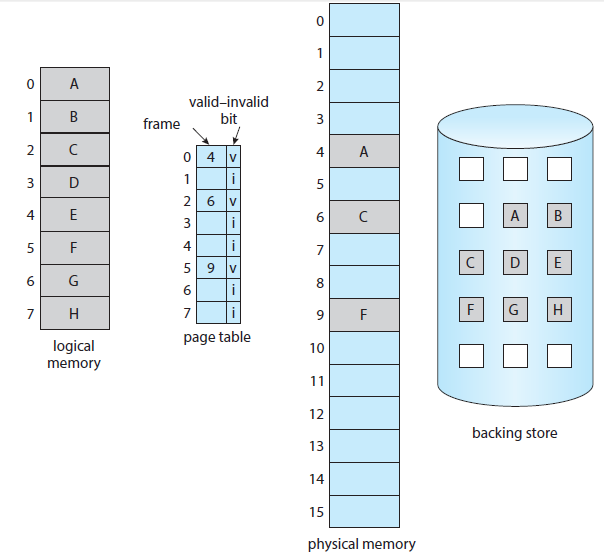 0 A
1 B
2 C
3 D
4 E
5 F
6 G
7 H
logical
memory
valid–invalid
bit
frame
0 4 v
1 i
2 6 v
3 i
4 i
5 9 v
6 i
7 i
page table
0
1
2
3
4 A
5
6 C
7
8
9 F
10
11
12
13
14
15
physical memory
A B
C D E
F G H
backing store